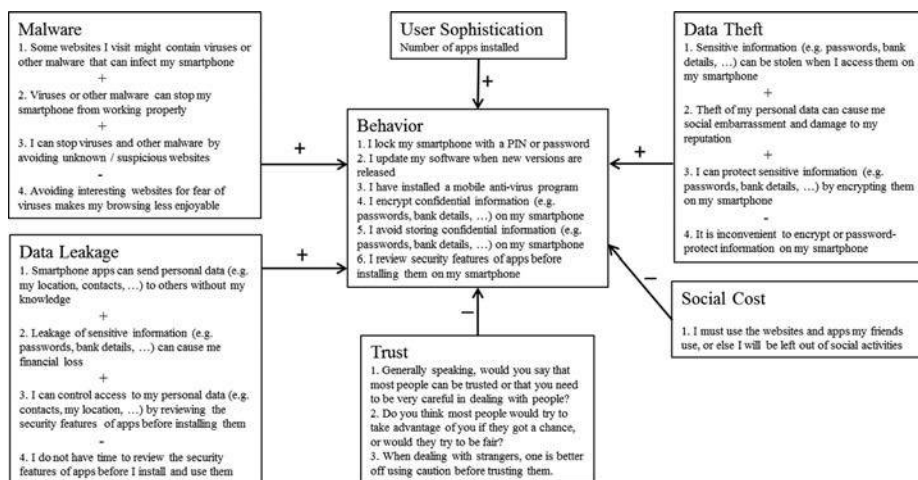 Malware
1. Some websites I visit might contain viruses or
other malware that can infect my smartphone
+
2. Viruses or other malware can stop my
smartphone from working properly
+
3. I can stop viruses and other malware by
avoiding unknown / suspicious websites
-
4. Avoiding interesting websites for fear of
viruses makes my browsing less enjoyable
+
Data Leakage
1. Smartphone apps can send personal data (e.g.
my location, contacts, …) to others without my
knowledge
+
2. Leakage of sensitive information (e.g.
passwords, bank details, …) can cause me
financial loss
+
3. I can control access to my personal data (e.g.
contacts, my location, …) by reviewing the
security features of apps before installing them
-
4. I do not have time to review the security
features of apps before I install and use them
+
User Sophistication
Number of apps installed
+
Behavior
1. I lock my smartphone with a PIN or password
2. I update my software when new versions are
released
3. I have installed a mobile anti-virus program
4. I encrypt confidential information (e.g.
passwords, bank details, …) on my smartphone
5. I avoid storing confidential information (e.g.
passwords, bank details, …) on my smartphone
6. I review security features of apps before
installing them on my smartphone
–
Trust
1. Generally speaking, would you say that
most people can be trusted or that you need
to be very careful in dealing with people?
2. Do you think most people would try to
take advantage of you if they got a chance,
or would they try to be fair?
3. When dealing with strangers, one is better
off using caution before trusting them.
Data Theft
1. Sensitive information (e.g. passwords, bank
details, …) can be stolen when I access them on
my smartphone
+
2. Theft of my personal data can cause me
social embarrassment and damage to my
reputation
+
3. I can protect sensitive information (e.g.
passwords, bank details, …) by encrypting them
on my smartphone
-
4. It is inconvenient to encrypt or password-
protect information on my smartphone
+
–
Social Cost
1. I must use the websites and apps my friends
use, or else I will be left out of social activities